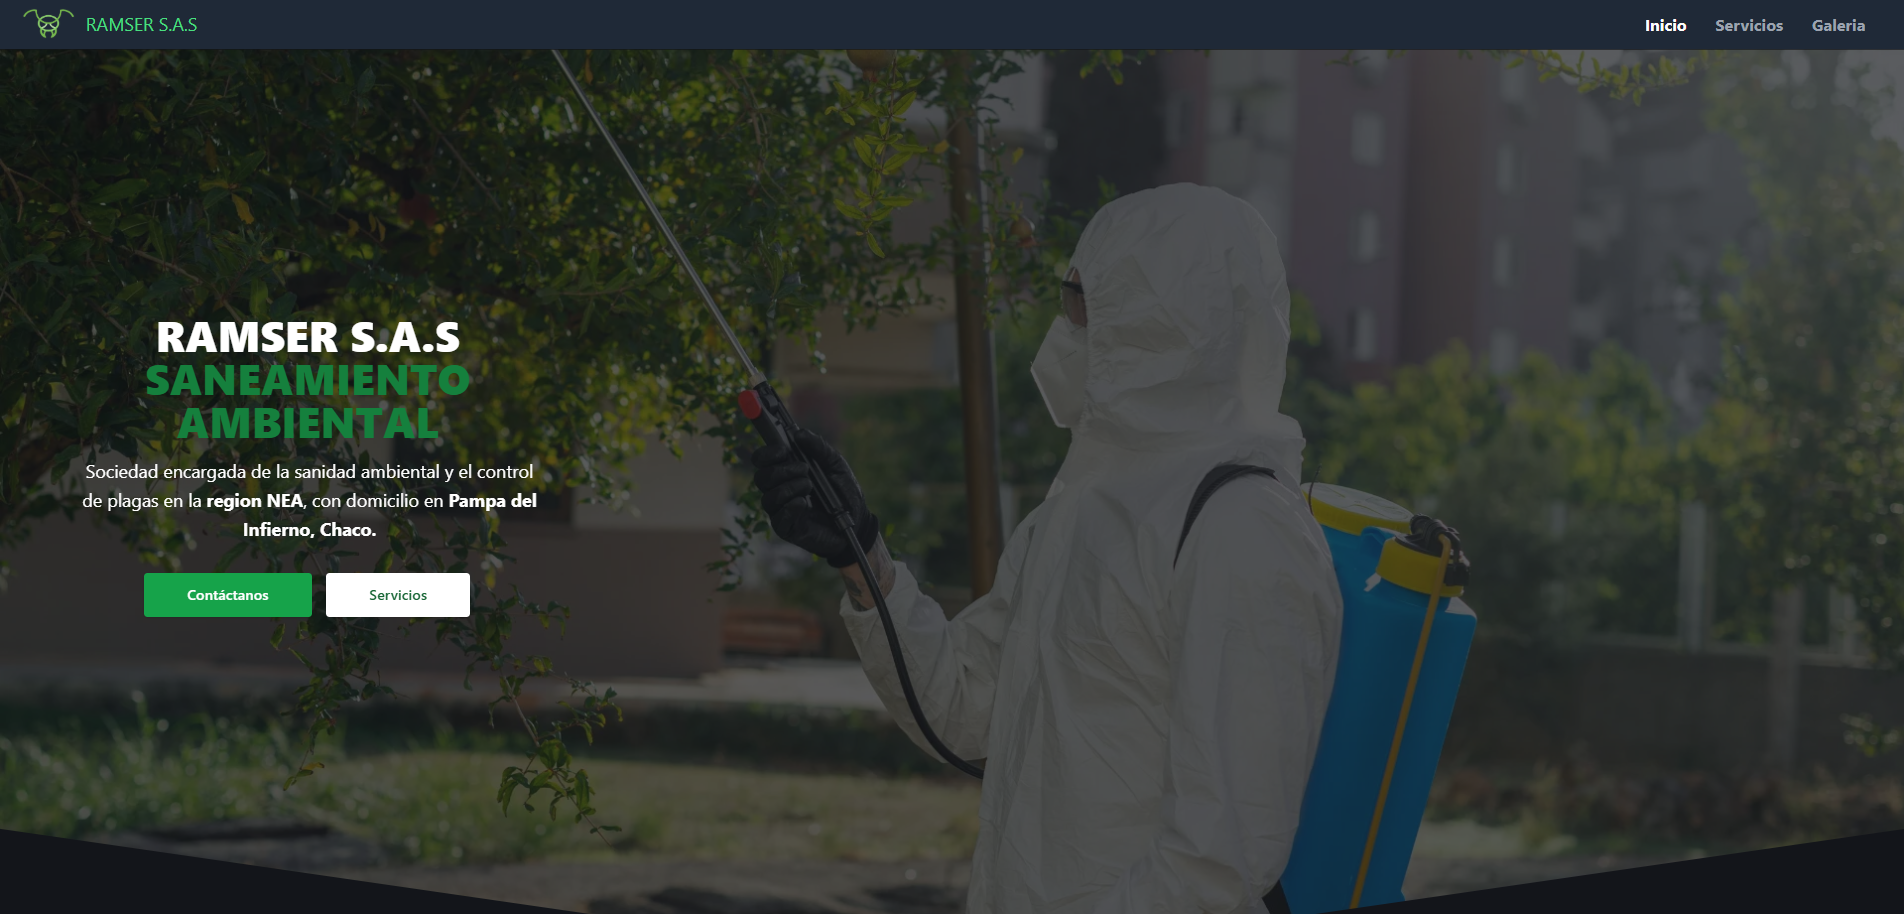 RAMSER S.A.S
Inicio
Servicios
Galeria
RAMSER S.A.S
SANEAMIENTO
AMBIENTAL
Sociedad encargada de la sanidad ambiental y el control
de plagas en la region NEA, con domicilio en Pampa del
Infierno, Chaco.
Contáctanos
Servicios